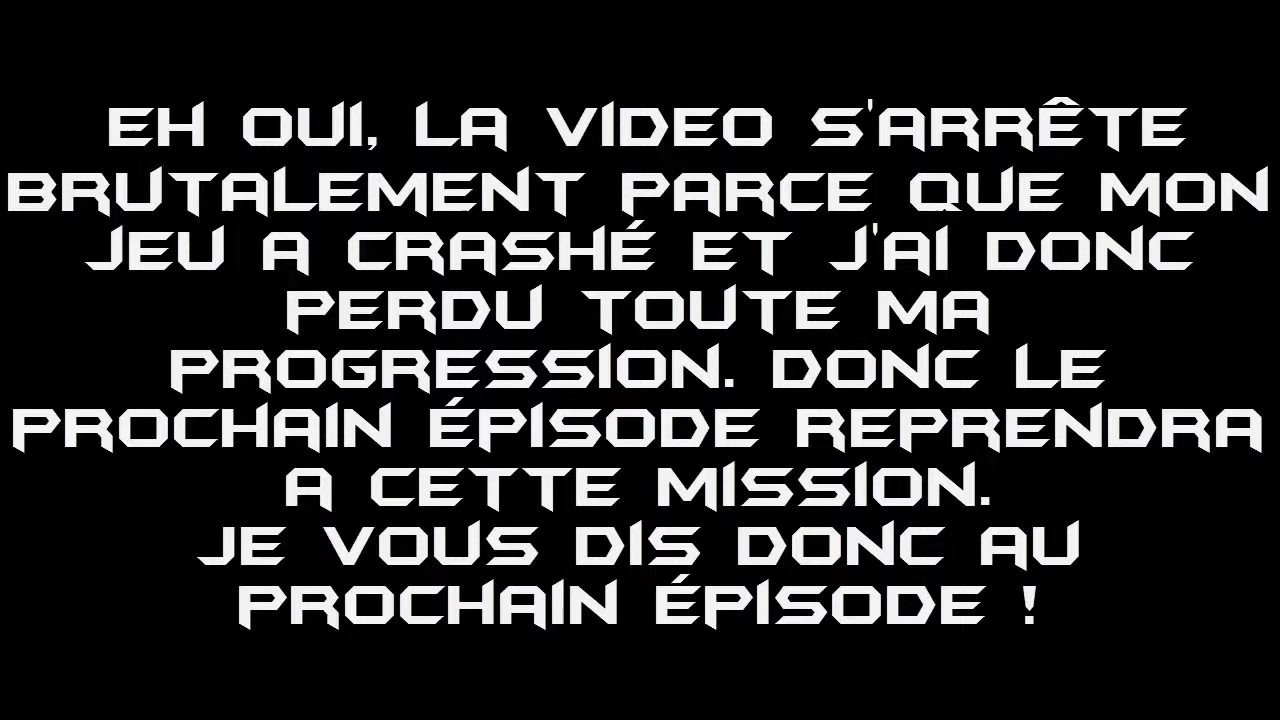 EH OUI, LA VIDEO S'ARRÊTE
BRUTALEMENT PARCE QUE MON
JEU A CRASHÉ ET J'AI DONC
PERDU TOUTE MA
PROGRESSION. DONC LE
PROCHAIN ÉPISODE REPRENDRA
A CETTE MISSION.
JE VOUS DIS DONC AU
PROCHAIN ÉPISODE !